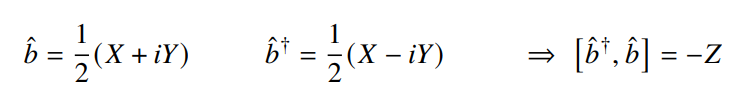 b̂ = 1/2 (X + iY)    b̂† = 1/2 (X − iY)    ⇒ [b̂†, b̂] = −Z